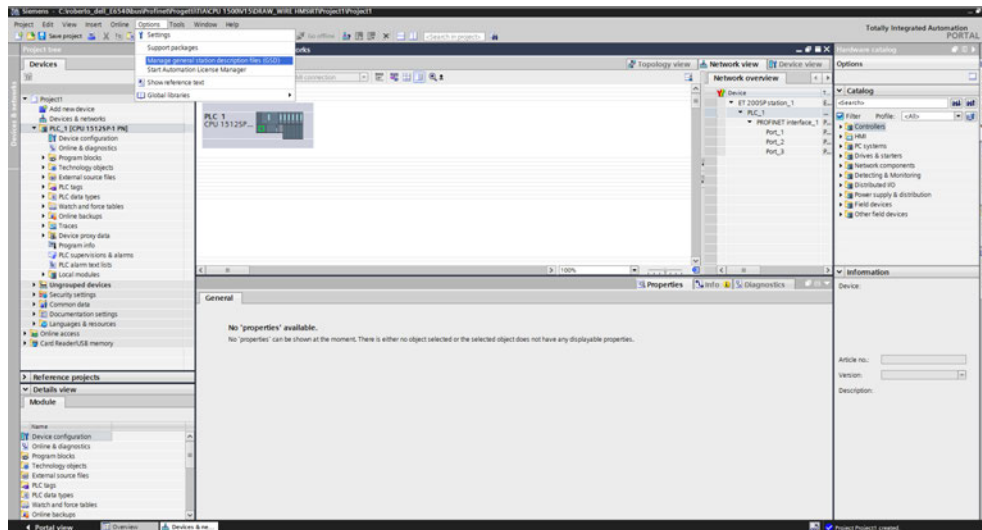 Siemens - C:\roberto_dell_E6540\bus\Profinet\Progetti\TIA\CPU 1500\V15\DRAW_WIRE HMS\RT\Project1\Project1
Project Edit View Insert Online Options Tools Window Help
Totally Integrated Automation
PORTAL
Save project
Settings
Support packages
Manage general station description files (GSD)
Start Automation License Manager
Show reference text
Global libraries
<Search in project>
Project tree
Devices
Project1
Add new device
Devices & networks
PLC_1 [CPU 1512SP-1 PN]
Device configuration
Online & diagnostics
Program blocks
Technology objects
External source files
PLC tags
PLC data types
Watch and force tables
Online backups
Traces
Device proxy data
Program info
PLC supervisions & alarms
PLC alarm text lists
Local modules
Ungrouped devices
Security settings
Common data
Documentation settings
Languages & resources
Online access
Card Reader/USB memory
Reference projects
Details view
Module
Name
Device configuration
Online & diagnostics
Program blocks
Technology objects
External source files
PLC tags
PLC data types
Watch and force tables
Online backups
Topology view Network view Device view
PLC_1
CPU 1512SP...
100%
Network overview
Device
ET 200SP station_1
PLC_1
PROFINET interface_1
Port_1
Port_2
Port_3
Properties Info Diagnostics
General
No 'properties' available.
No 'properties' can be shown at the moment. There is either no object selected or the selected object does not have any displayable properties.
Hardware catalog
Options
Catalog
<Search>
Filter Profile: <All>
Controllers
HMI
PC systems
Drives & starters
Network components
Detecting & Monitoring
Distributed I/O
Power supply & distribution
Field devices
Other field devices
Information
Device:
Article no.:
Version:
Description:
Portal view Overview Devices & ne...
Project Project1 created.